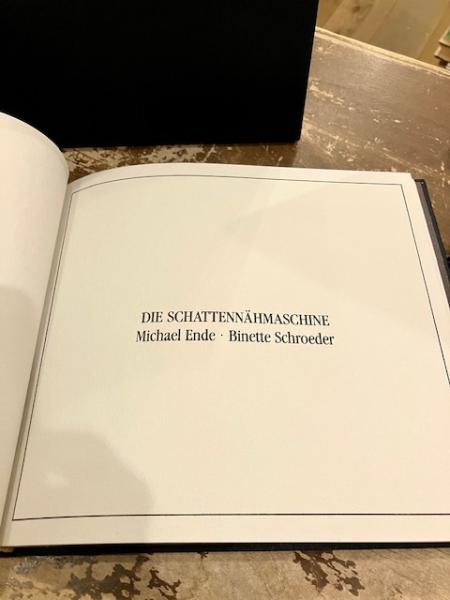 DIE SCHATTENNÄHMASCHINE
Michael Ende · Binette Schroeder